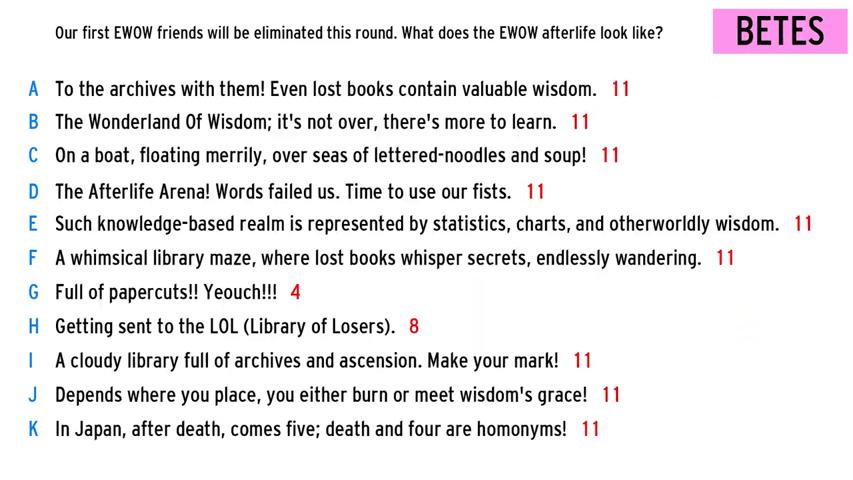 Our first EWOW friends will be eliminated this round. What does the EWOW afterlife look like?
BETES
A To the archives with them! Even lost books contain valuable wisdom. 11
B The Wonderland Of Wisdom; it's not over, there's more to learn. 11
C On a boat, floating merrily, over seas of lettered-noodles and soup! 11
D The Afterlife Arena! Words failed us. Time to use our fists. 11
E Such knowledge-based realm is represented by statistics, charts, and otherworldly wisdom. 11
F A whimsical library maze, where lost books whisper secrets, endlessly wandering. 11
G Full of papercuts!! Yeouch!!! 4
H Getting sent to the LOL (Library of Losers). 8
I A cloudy library full of archives and ascension. Make your mark! 11
J Depends where you place, you either burn or meet wisdom's grace! 11
K In Japan, after death, comes five; death and four are homonyms! 11